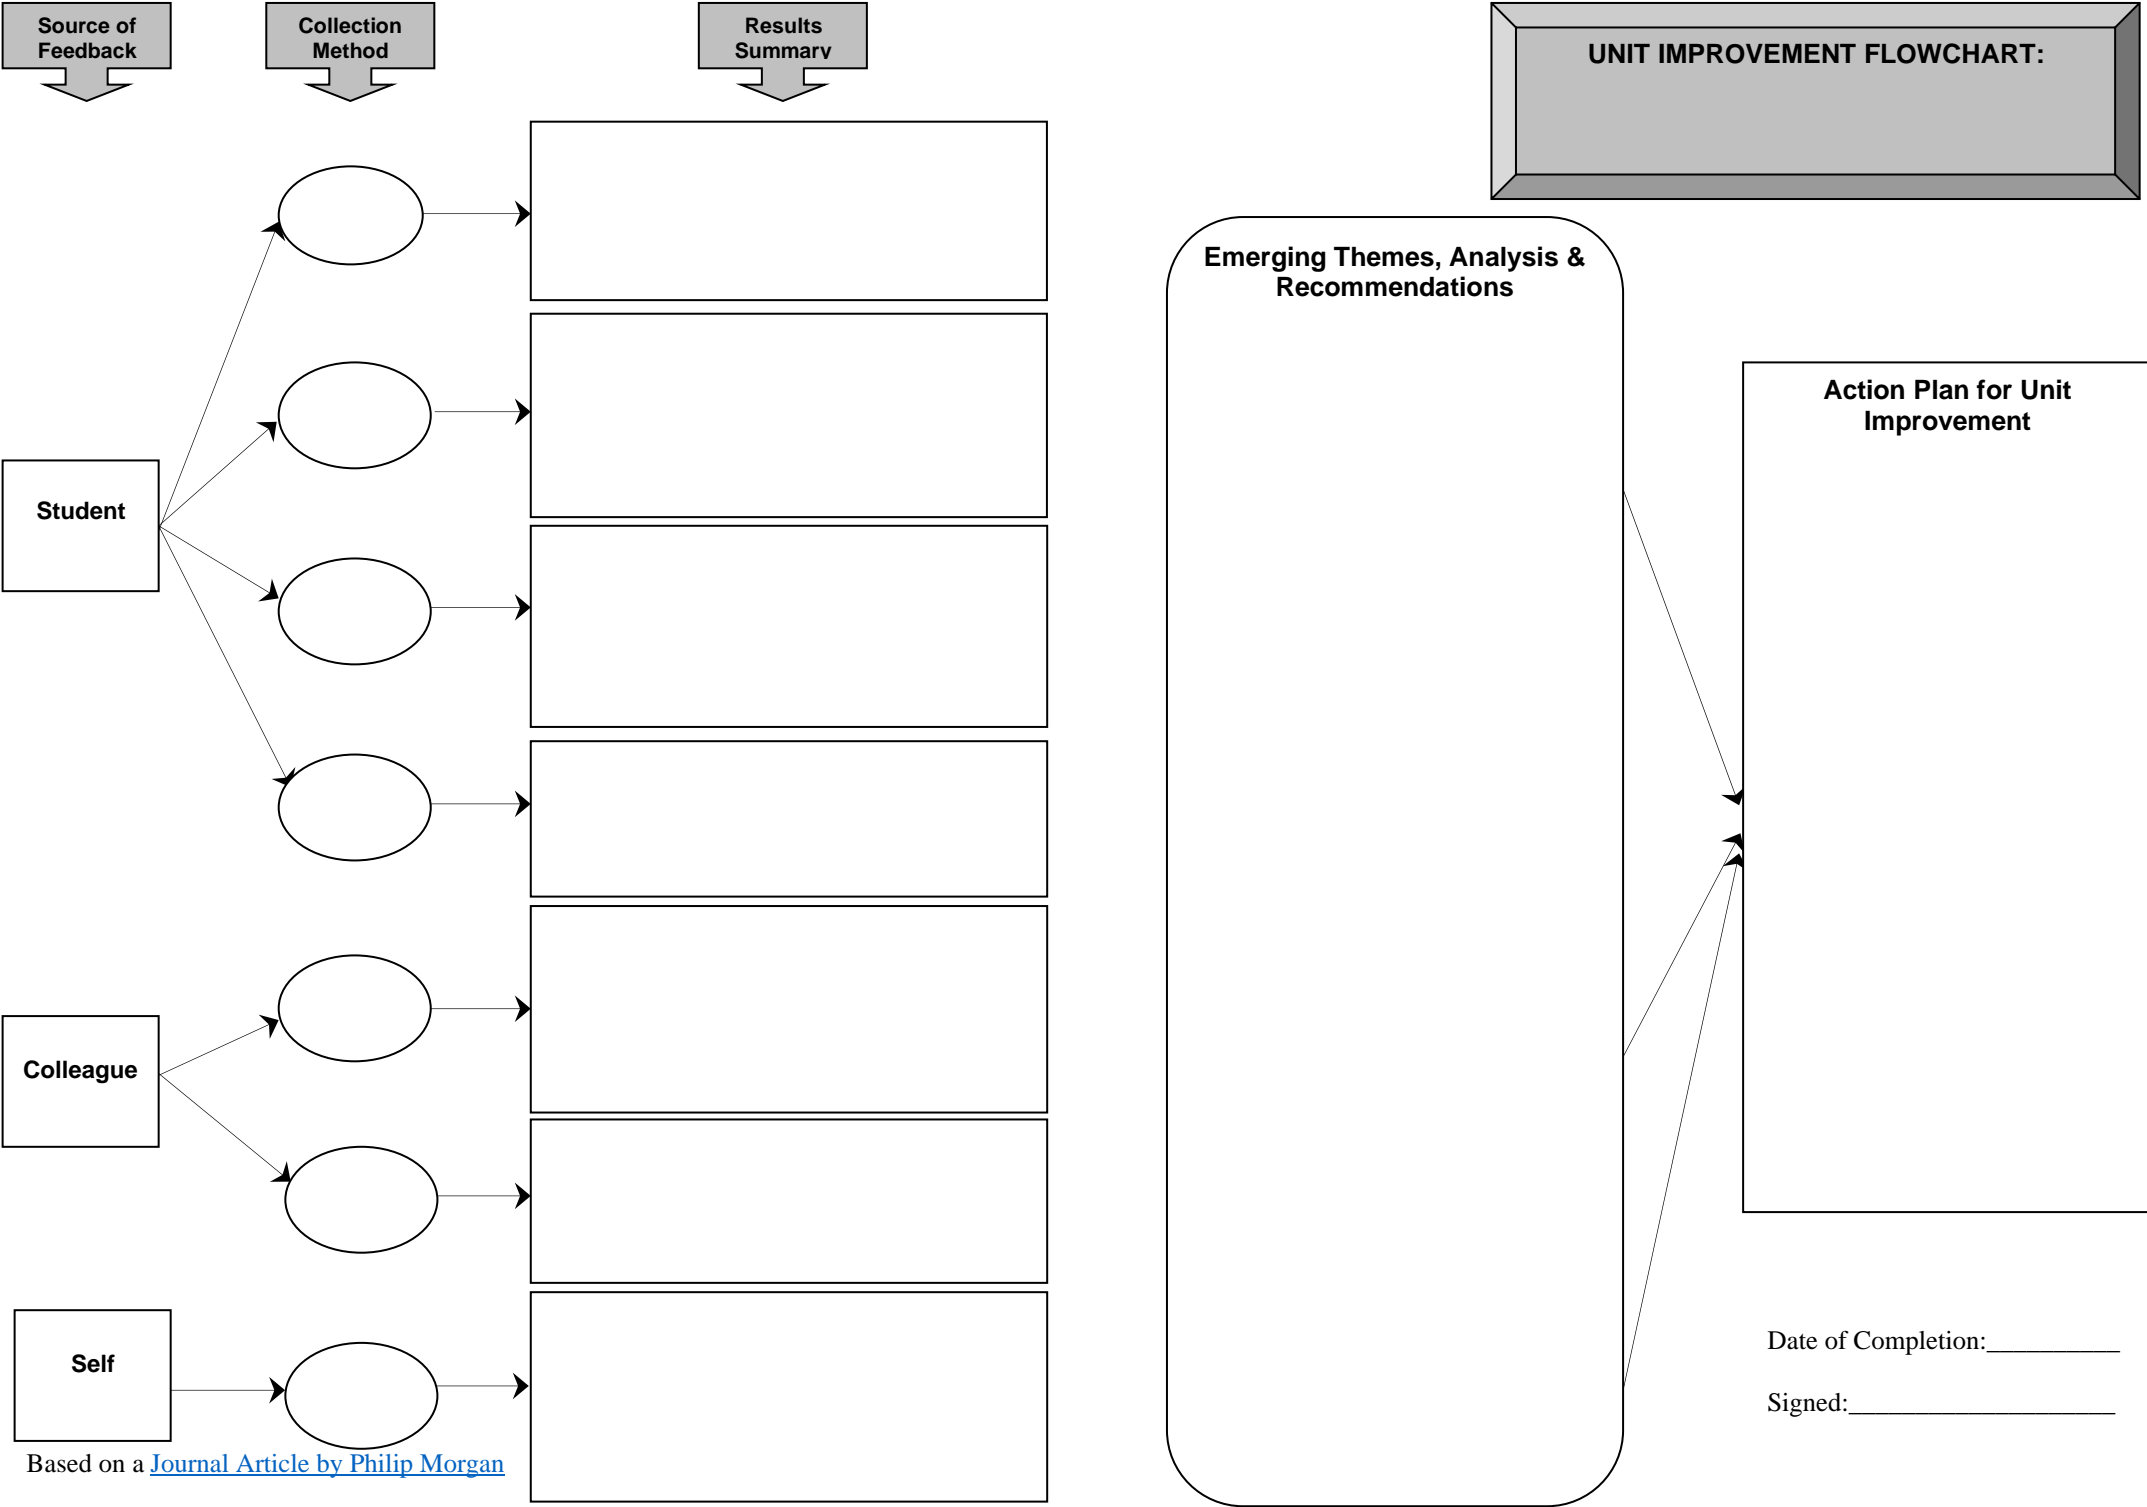 Source of
Feedback
Collection
Method
Results
Summary
UNIT IMPROVEMENT FLOWCHART:
Emerging Themes, Analysis &
Recommendations
Action Plan for Unit
Improvement
Student
Colleague
Self
Date of Completion:__________
Signed:____________________
Based on a Journal Article by Philip Morgan